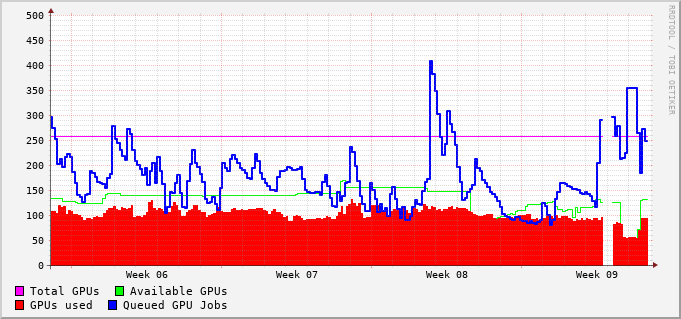 500
450
400
350
300
250
200
150
100
50
0
Week 06 Week 07 Week 08 Week 09
Total GPUs Available GPUs
GPUs used Queued GPU Jobs
RRDTOOL / TOBI OETIKER